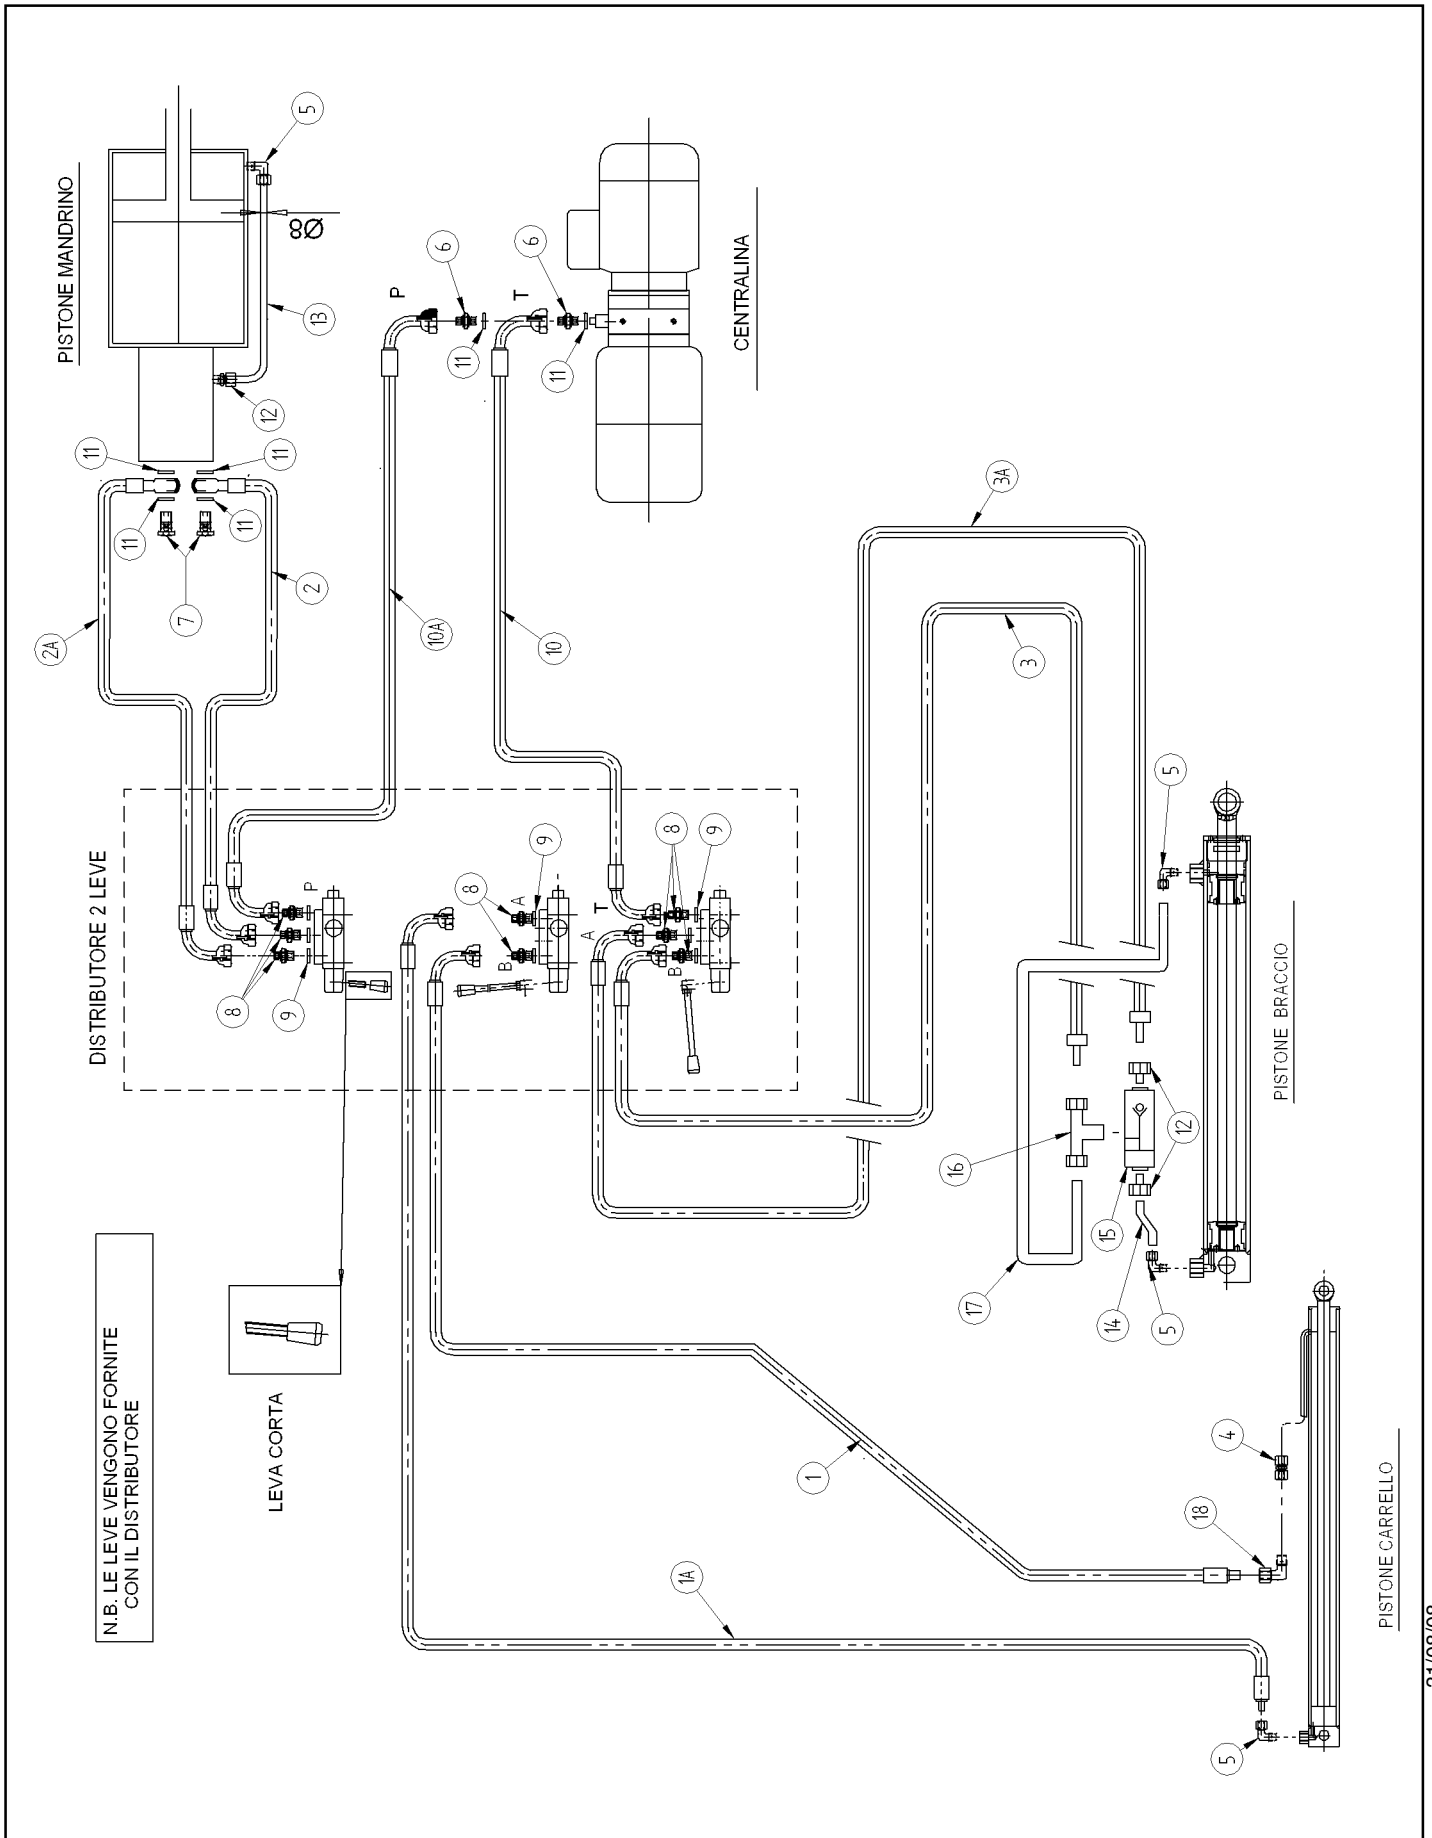 N.B. LE LEVE VENGONO FORNITE
CON IL DISTRIBUTORE
LEVA CORTA
DISTRIBUTORE 2 LEVE
PISTONE MANDRINO
2A
11
11
7
11
11
12
2
13
5
8Ø
8
9
P
P
10A
6
11
8
B
A
9
T
6
11
10
A
T
8
B
9
CENTRALINA
1A
1
3A
3
16
17
15
14
5
12
5
PISTONE BRACCIO
18
4
5
PISTONE CARRELLO